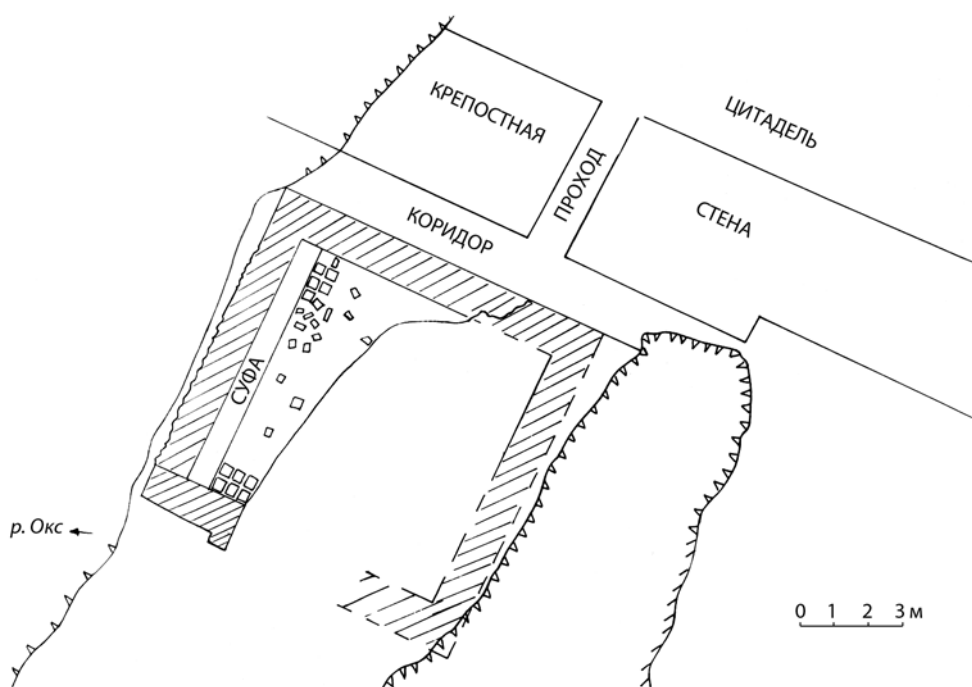 КРЕПОСТНАЯ
ЦИТАДЕЛЬ
ПРОХОД
СТЕНА
КОРИДОР
СУФА
р. Окс
0 1 2 3 м